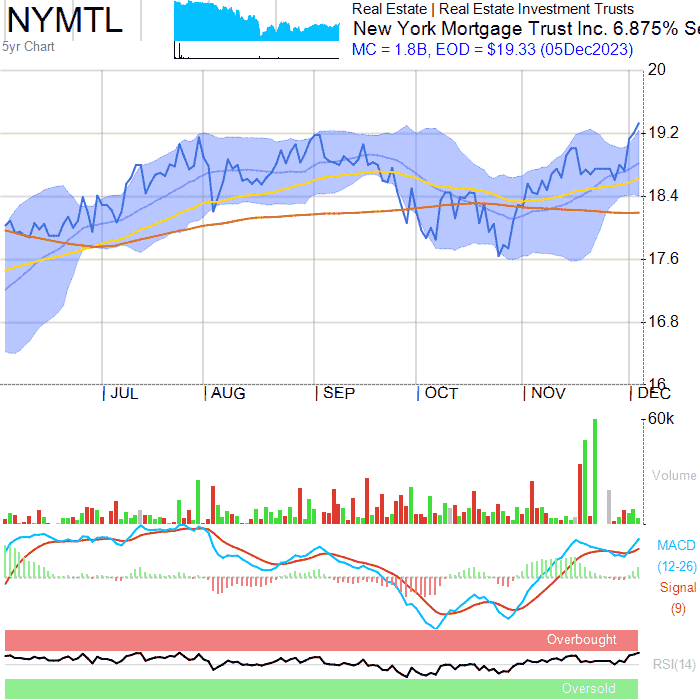 NYMTL
5yr Chart
Real Estate | Real Estate Investment Trusts
New York Mortgage Trust Inc. 6.875% Se
MC = 1.8B, EOD = $19.33 (05Dec2023)
20
19.2
18.4
17.6
16.8
16
JUL AUG SEP OCT NOV DEC
60k
Volume
MACD
(12-26)
Signal
(9)
Overbought
RSI(14)
Oversold